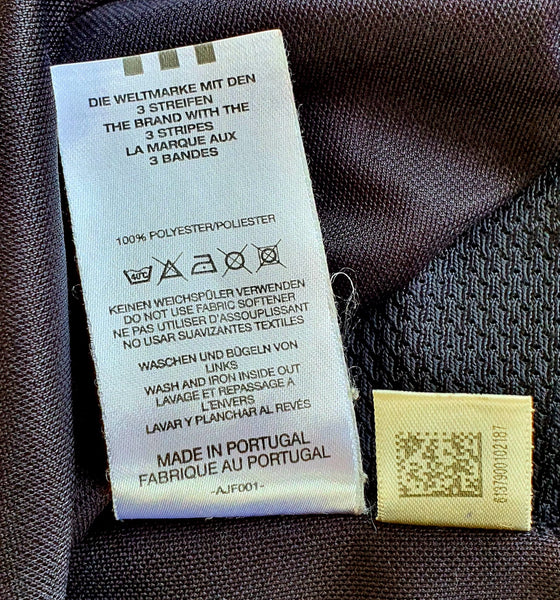 DIE WELTMARKE MIT DEN
3 STREIFEN
THE BRAND WITH THE
3 STRIPES
LA MARQUE AUX
3 BANDES
100% POLYESTER/POLIESTER
40°C
KEINEN WEICHSPÜLER VERWENDEN
DO NOT USE FABRIC SOFTENER
NE PAS UTILISER D'ASSOUPLISSANT
NO USAR SUAVIZANTES TEXTILES
WASCHEN UND BÜGELN VON
LINKS
WASH AND IRON INSIDE OUT
LAVAGE ET REPASSAGE A
L'ENVERS
LAVAR Y PLANCHAR AL REVÉS
MADE IN PORTUGAL
FABRIQUE AU PORTUGAL
-AJF001-
6137900102187